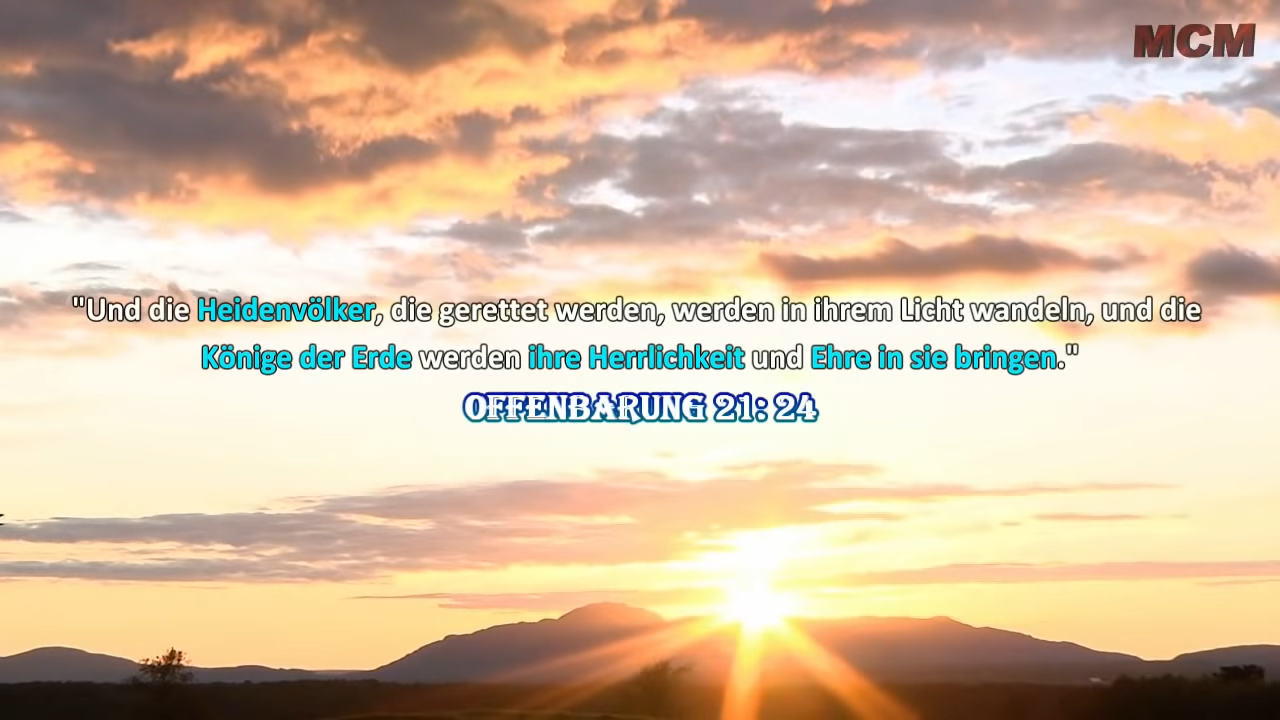 MCM
"Und die Heidenvölker, die gerettet werden, werden in ihrem Licht wandeln, und die
Könige der Erde werden ihre Herrlichkeit und Ehre in sie bringen."
OFFENBARUNG 21: 24